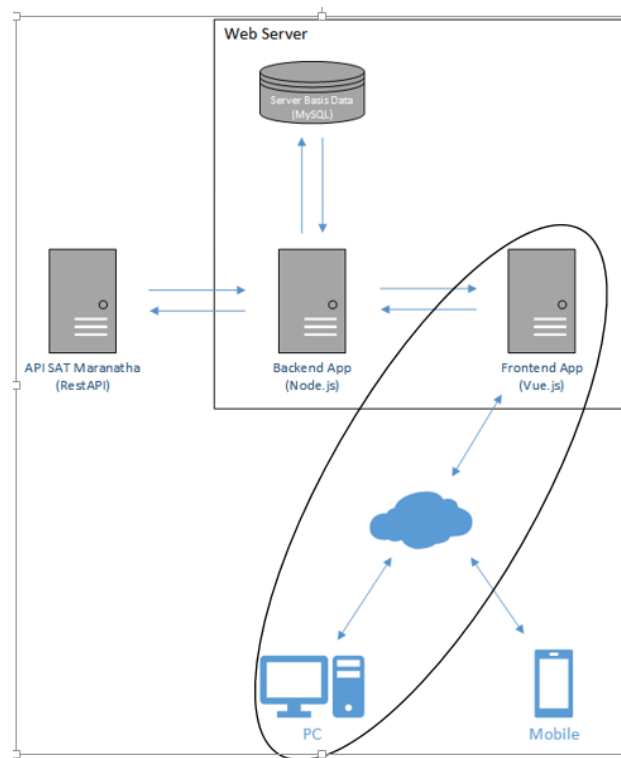 Web Server
Server Basis Data
(MySQL)
API SAT Maranatha
(RestAPI)
Backend App
(Node.js)
Frontend App
(Vue.js)
PC
Mobile